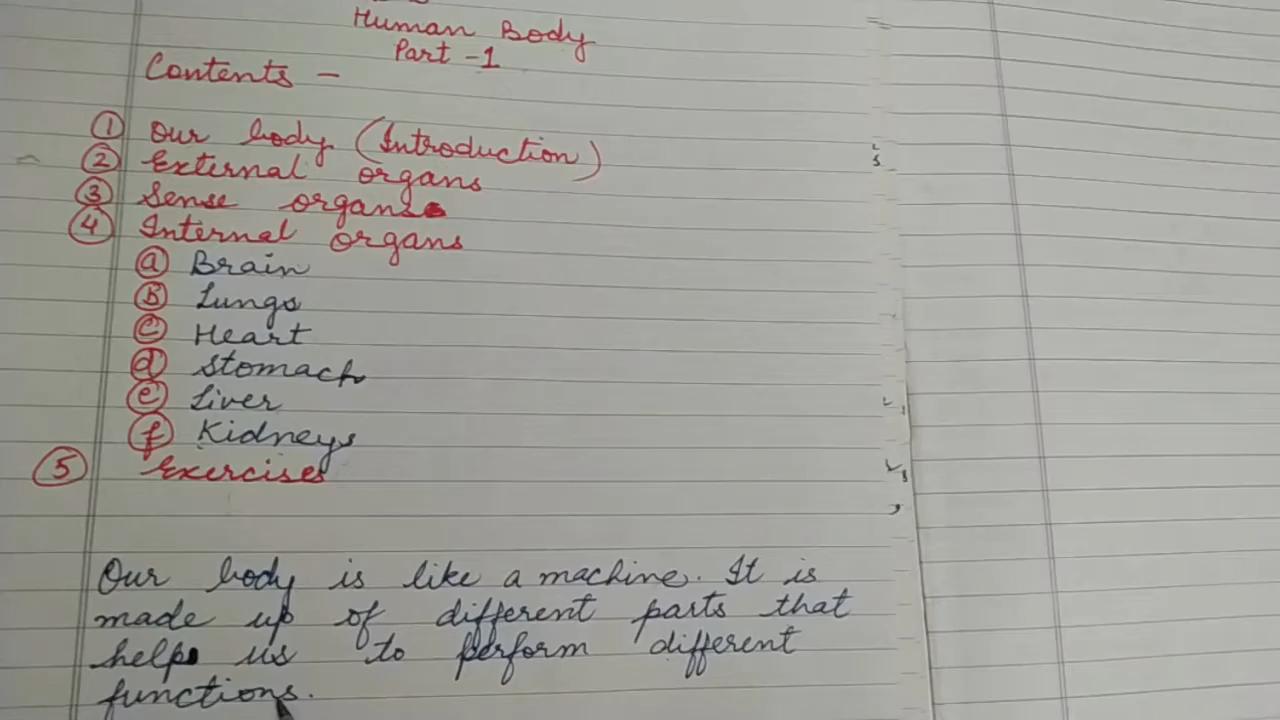 Human Body
Part -1
Contents -
① Our body (Introduction)
② External organs
③ Sense organs
④ Internal organs
ⓐ Brain
ⓑ Lungs
ⓒ Heart
ⓓ Stomach
ⓔ Liver
ⓕ Kidneys
⑤ Exercises
Our body is like a machine. It is
made up of different parts that
help us to perform different
functions.